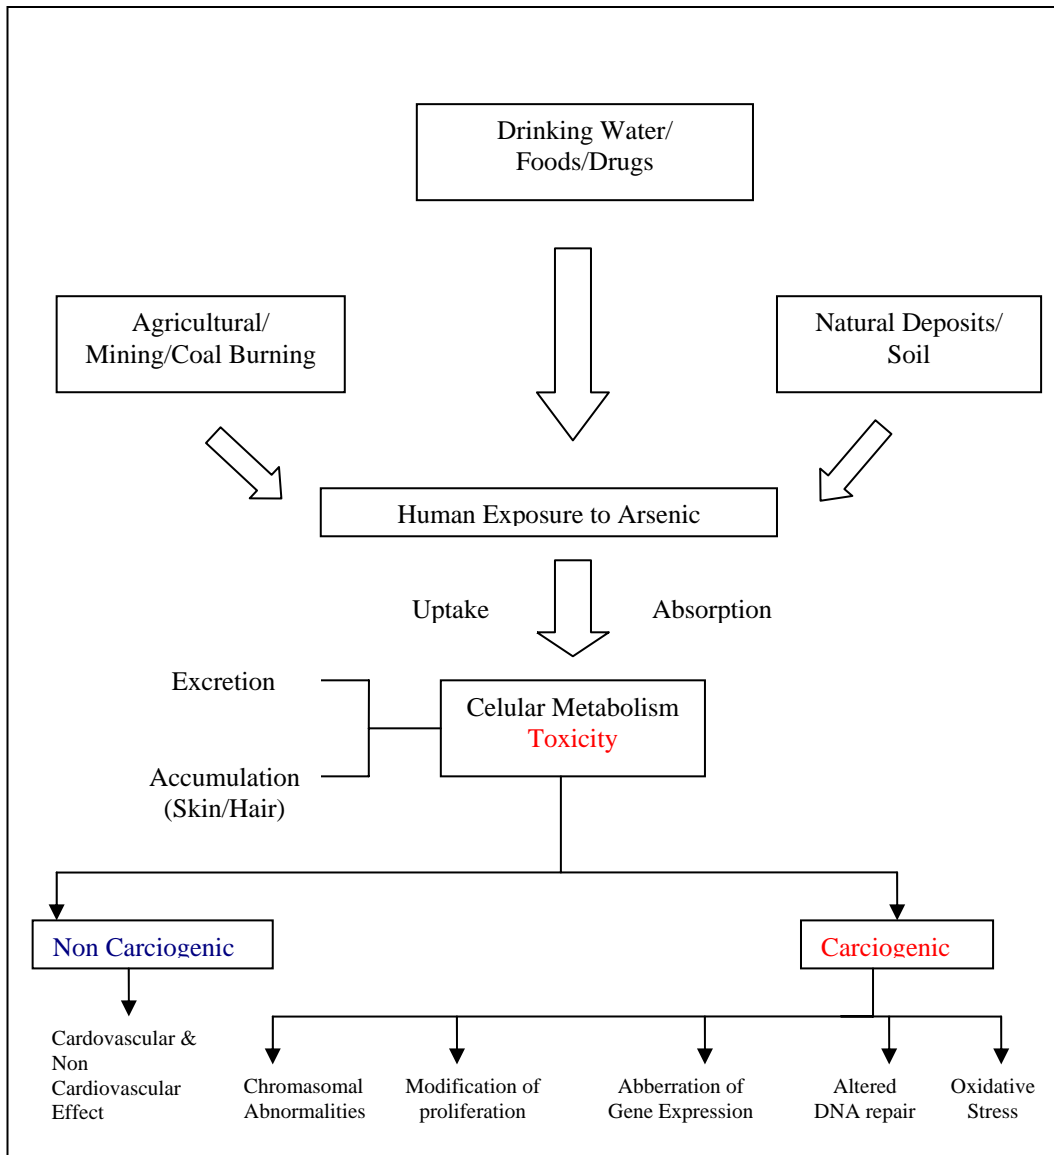 Drinking Water/
Foods/Drugs
Agricultural/
Mining/Coal Burning
Natural Deposits/
Soil
Human Exposure to Arsenic
Uptake
Absorption
Excretion
Celular Metabolism
Toxicity
Accumulation
(Skin/Hair)
Non Carciogenic
Carciogenic
Cardovascular &
Non
Cardiovascular
Effect
Chromasomal
Abnormalities
Modification of
proliferation
Abberration of
Gene Expression
Altered
DNA repair
Oxidative
Stress